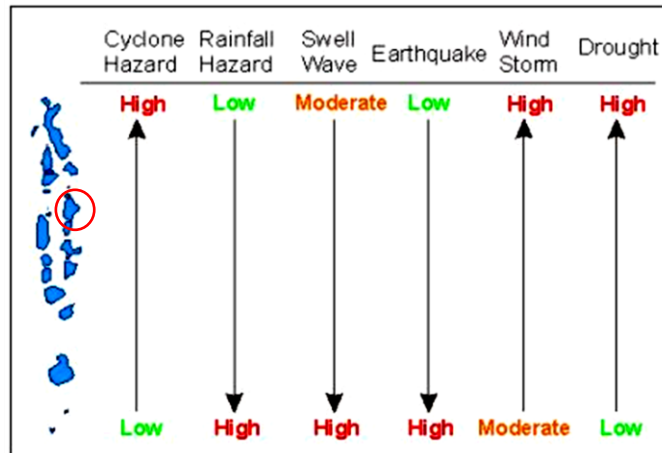 Cyclone Hazard Rainfall Hazard Swell Wave Earthquake Wind Storm Drought
High Low Moderate Low High High
Low High High High Moderate Low